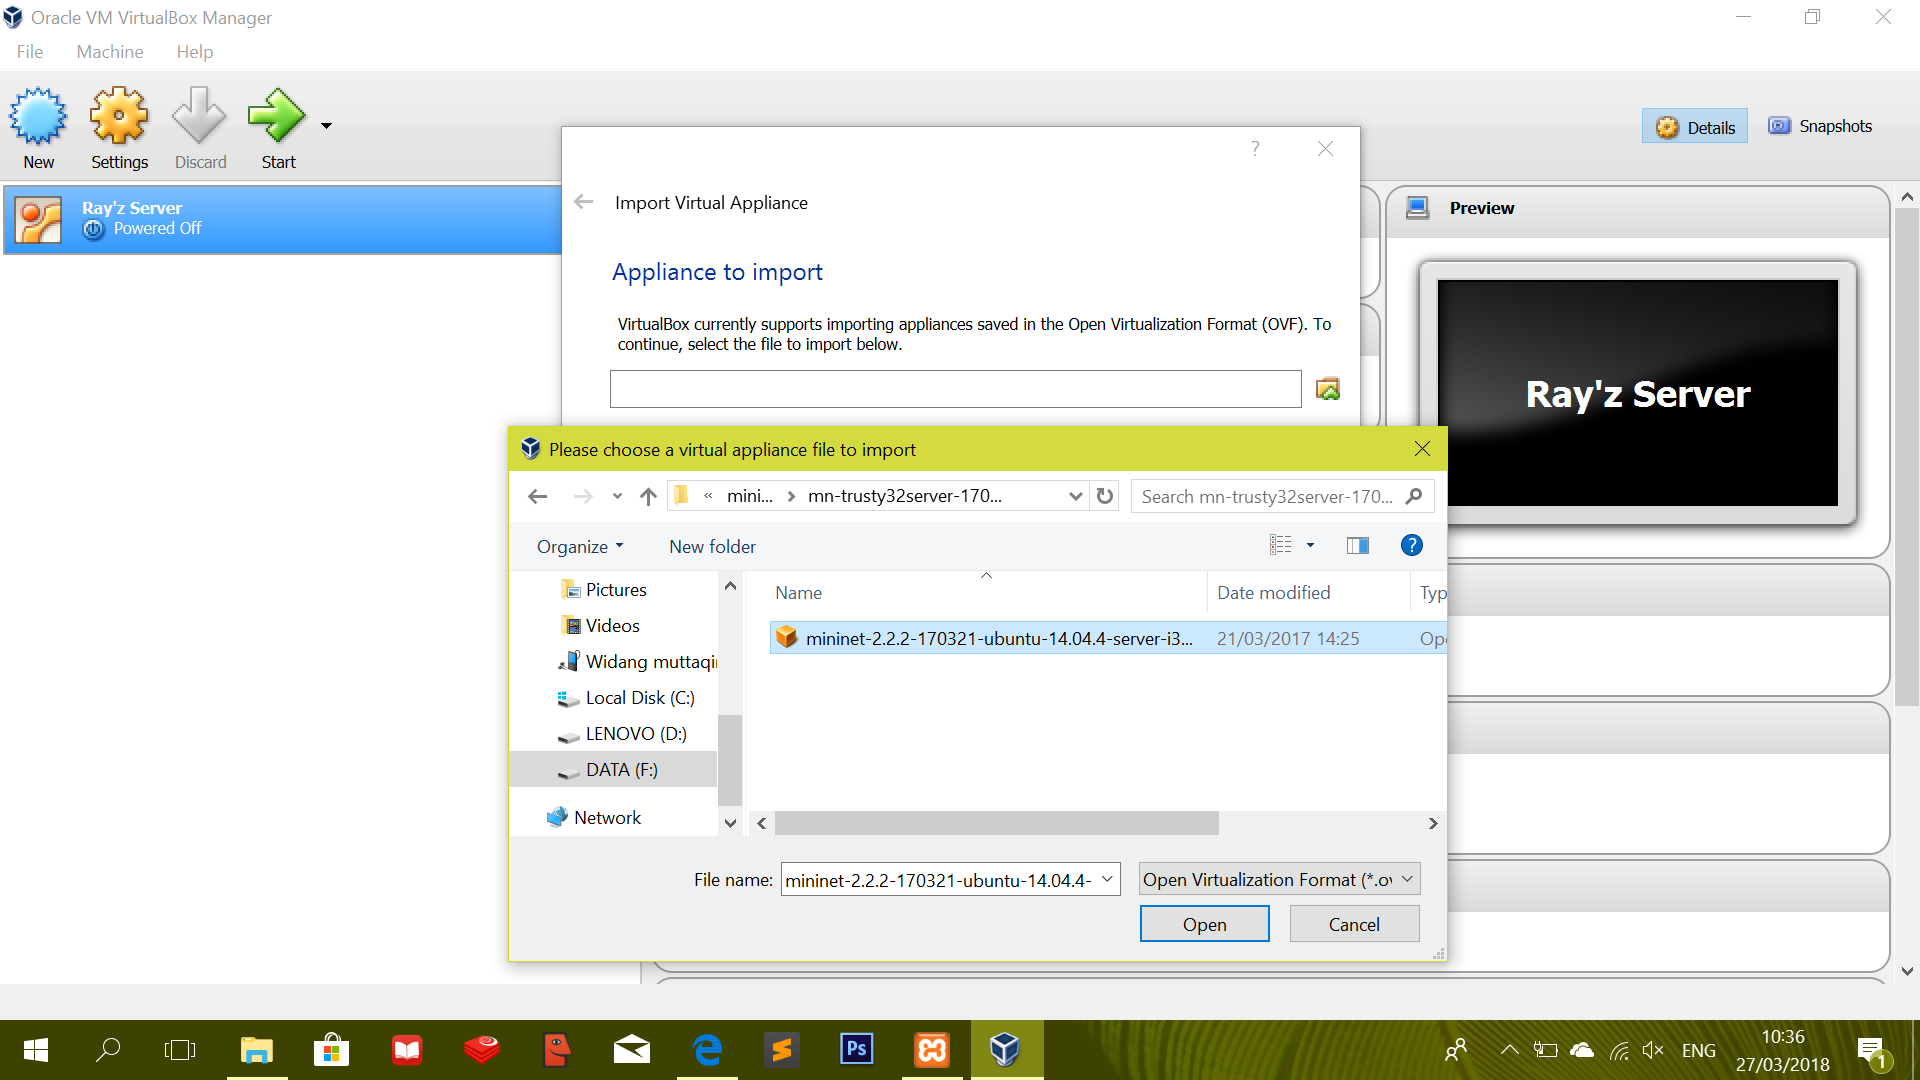 Oracle VM VirtualBox Manager
File Machine Help
New Settings Discard Start
Details Snapshots
Ray'z Server
Powered Off
Import Virtual Appliance
Appliance to import
VirtualBox currently supports importing appliances saved in the Open Virtualization Format (OVF). To
continue, select the file to import below.
Preview
Ray'z Server
Please choose a virtual appliance file to import
« mini... > mn-trusty32server-170...
Search mn-trusty32server-170...
Organize New folder
Name Date modified Typ
Pictures
Videos
Widang muttaqi
Local Disk (C:)
LENOVO (D:)
DATA (F:)
Network
mininet-2.2.2-170321-ubuntu-14.04.4-server-i3... 21/03/2017 14:25 Ope
File name: mininet-2.2.2-170321-ubuntu-14.04.4- Open Virtualization Format (*.ov
Open Cancel
Ps
ENG
10:36
27/03/2018
1